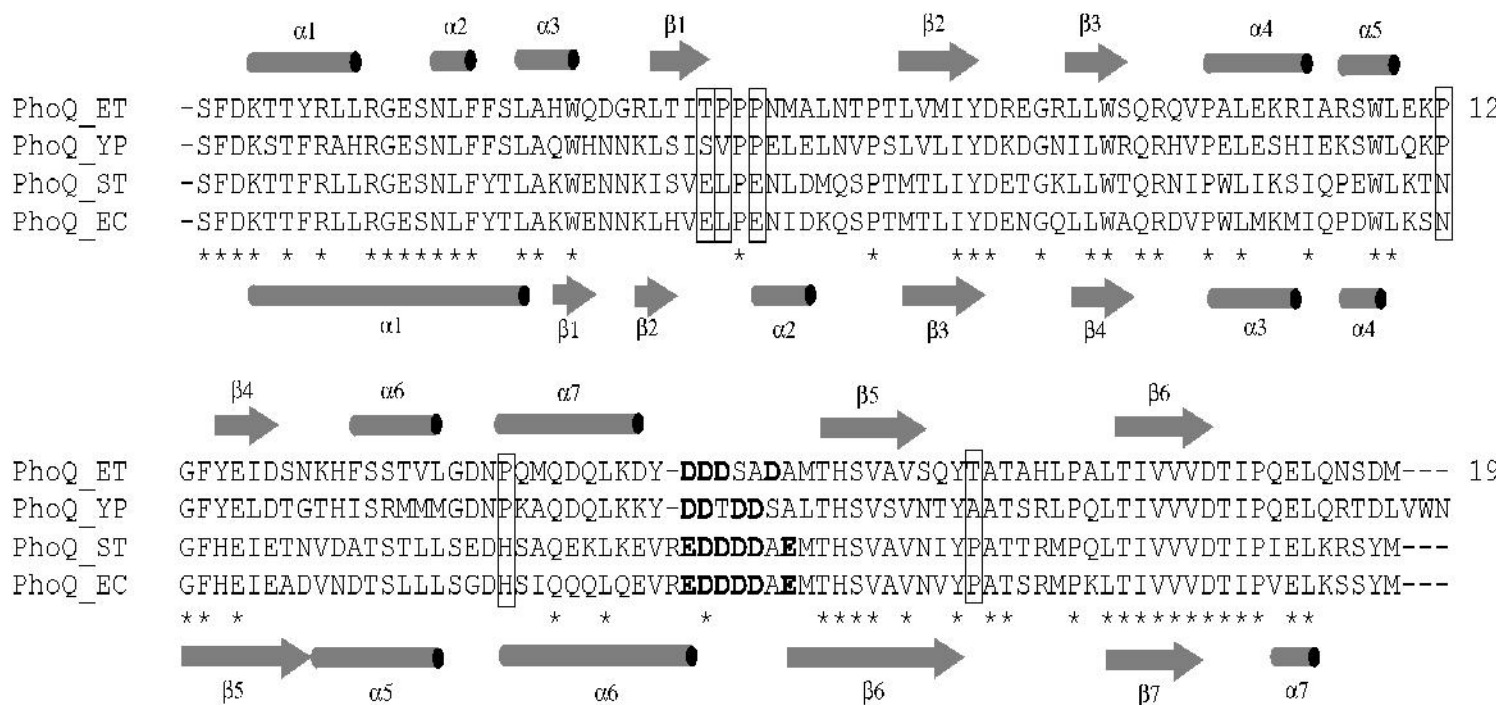 α1 α2 α3 β1 β2 β3 α4 α5
PhoQ_ET -SFDKTTYRLLRGESNLFFSLAHWQDGRLTITPPPNMALNTPTLVMIYDREGRLLWSQRQVPALEKRIARSWLEKP 12
PhoQ_YP -SFDKSTFRAHRGESNLFFSLAQWHNNKLSISVPPELELNVPSLVLIYDKDGNILWRQRHVPELESHIEKSWLQKP
PhoQ_ST -SFDKTTFRLLRGESNLFYTLAKWENNKISVELPENLDMQSPTMTLIYDETGKLLWTQRNIPWLIKSIQPEWLKTN
PhoQ_EC -SFDKTTFRLLRGESNLFYTLAKWENNKLHVELPENIDKQSPTMTLIYDENGQLLWAQRDVPWLMKMIQPDWLKSN
**** * * ******* ** * * * *** * ** ** * * * **
α1 β1 β2 α2 β3 β4 α3 α4
β4 α6 α7 β5 β6
PhoQ_ET GFYEIDSNKHFSSTVLGDNPQMQDQLKDY-DDDSADAMTHSVAVSQYTATAHLPALTIVVVDTIPQELQNSDM--- 19
PhoQ_YP GFYELDTGTHISRMMMGDNPKAQDQLKKY-DDTDDSALTHSVSVNTYAATSRLPQLTIVVVDTIPQELQRTDLVWN
PhoQ_ST GFHEIETNVDATSTLLSEDHSAQEKLKEVREDDDDAEMTHSVAVNIYPATTRMPQLTIVVVDTIPIELKRSYM---
PhoQ_EC GFHEIEADVNDTSLLLSGDHSIQQQLQEVREDDDDAEMTHSVAVNVYPATSRMPKLTIVVVDTIPVELKSSYM---
** * * * * **** * * ** * ********** **
β5 α5 α6 β6 β7 α7